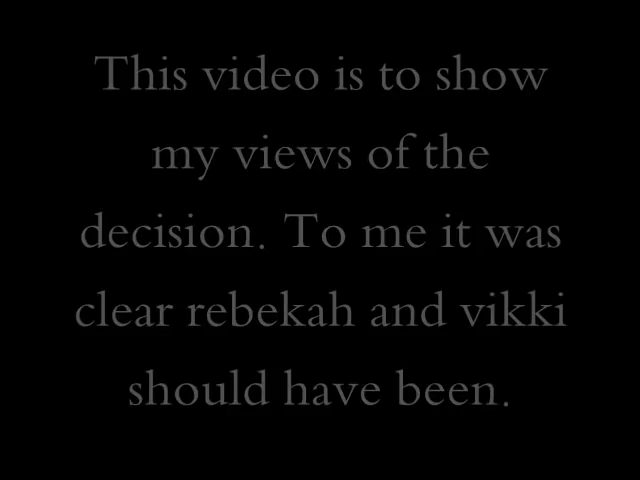 This video is to show
my views of the
decision. To me it was
clear rebekah and vikki
should have been.